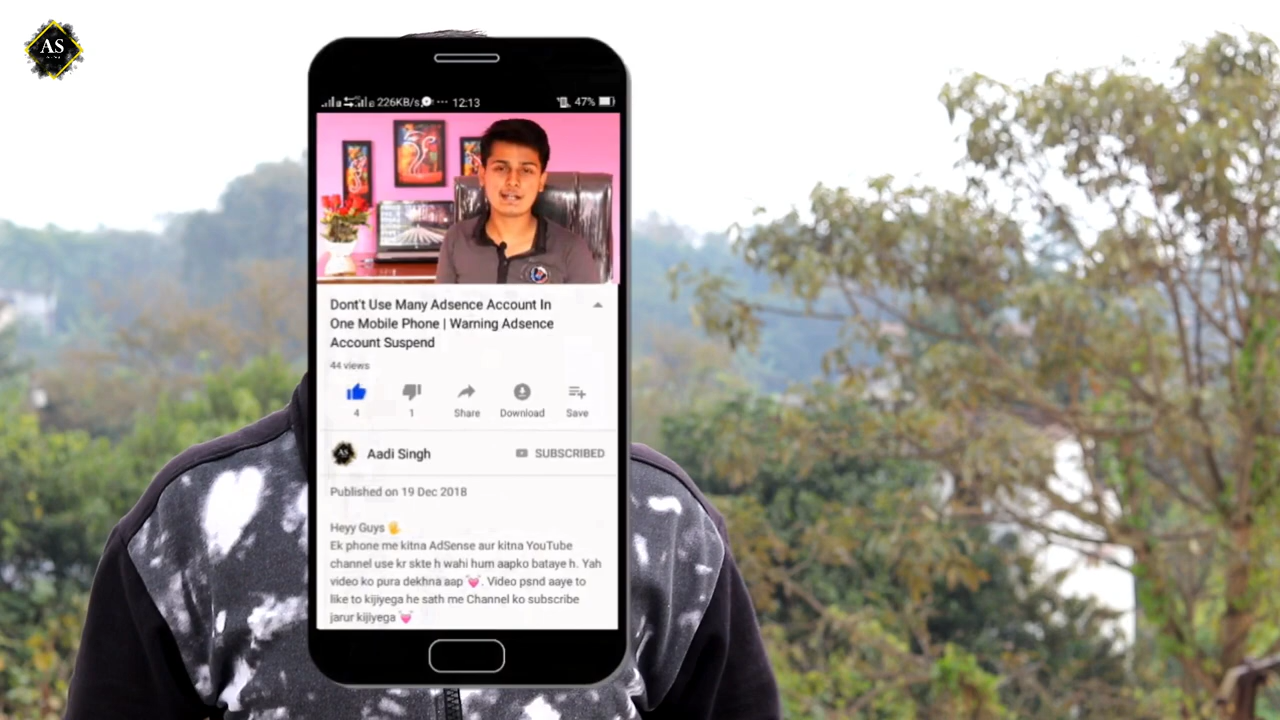 AS
226KB/s ... 12:13
47%
Dont't Use Many Adsence Account In
One Mobile Phone | Warning Adsence
Account Suspend
44 views
4 1 Share Download Save
AS Aadi Singh SUBSCRIBED
Published on 19 Dec 2018
Heyy Guys 🖐
Ek phone me kitna AdSense aur kitna YouTube
channel use kr skte h wahi hum aapko bataye h. Yah
video ko pura dekhna aap 💓. Video psnd aaye to
like to kijiyega he sath me Channel ko subscribe
jarur kijiyega 💓